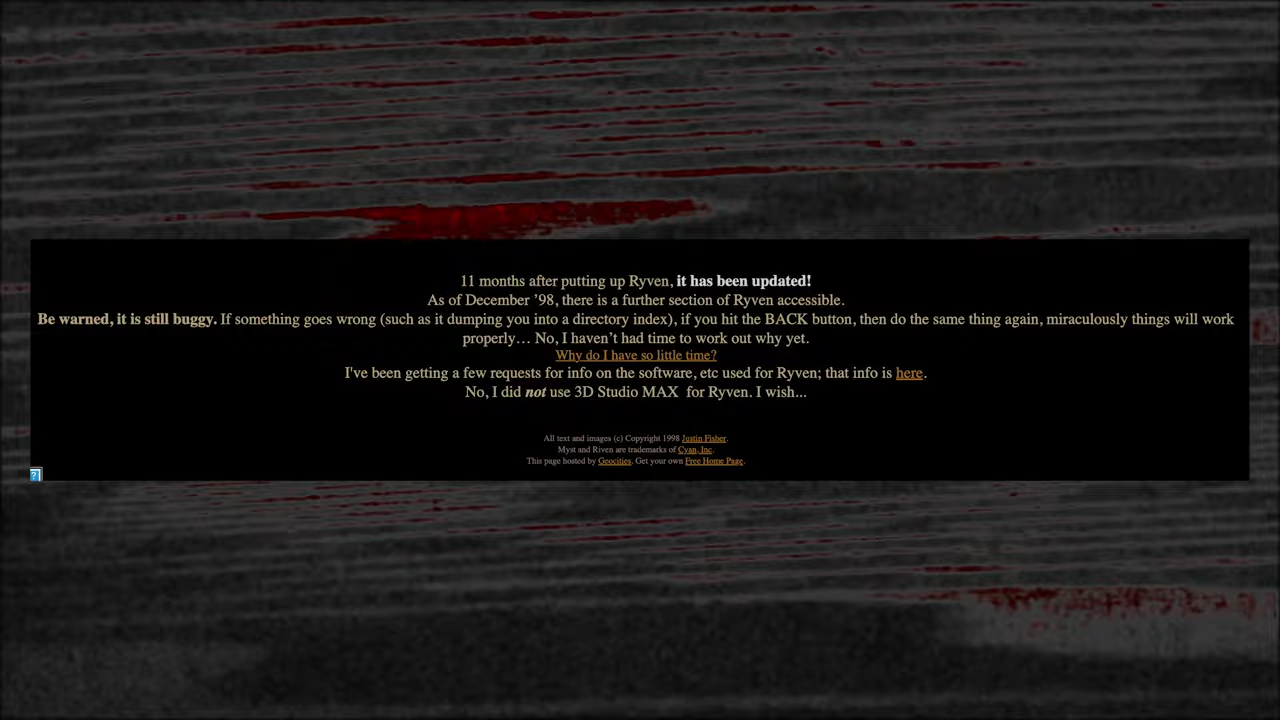 11 months after putting up Ryven, it has been updated!
As of December ’98, there is a further section of Ryven accessible.
Be warned, it is still buggy. If something goes wrong (such as it dumping you into a directory index), if you hit the BACK button, then do the same thing again, miraculously things will work
properly… No, I haven’t had time to work out why yet.
Why do I have so little time?
I've been getting a few requests for info on the software, etc used for Ryven; that info is here.
No, I did not use 3D Studio MAX  for Ryven. I wish...
All text and images (c) Copyright 1998 Justin Fisher.
Myst and Riven are trademarks of Cyan, Inc.
This page hosted by Geocities. Get your own Free Home Page.